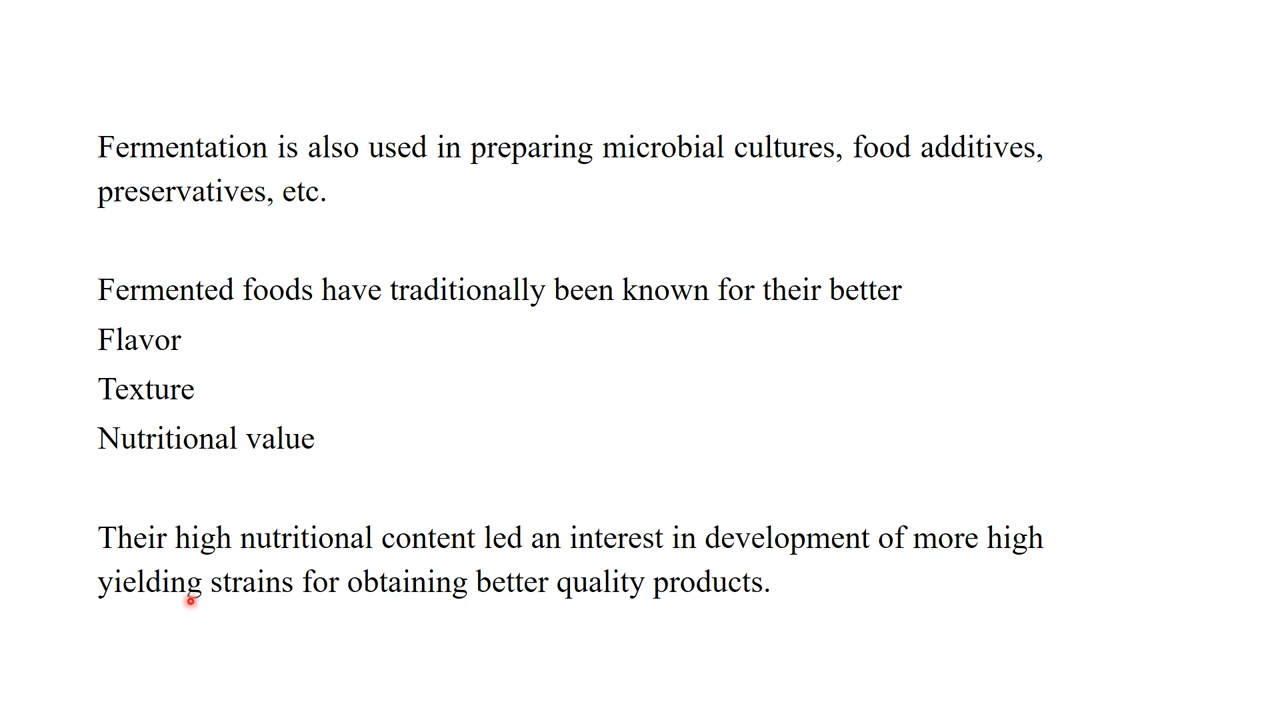 Fermentation is also used in preparing microbial cultures, food additives,
preservatives, etc.
Fermented foods have traditionally been known for their better
Flavor
Texture
Nutritional value
Their high nutritional content led an interest in development of more high
yielding strains for obtaining better quality products.